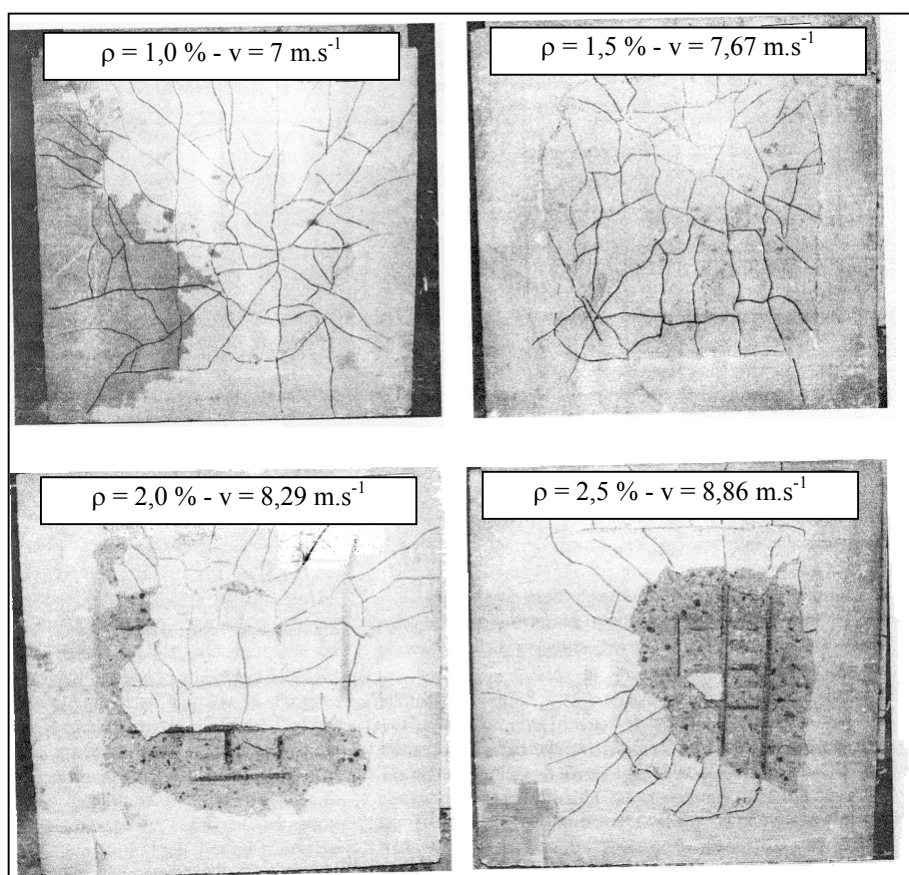 ρ = 1,0 % - v = 7 m.s⁻¹
ρ = 1,5 % - v = 7,67 m.s⁻¹
ρ = 2,0 % - v = 8,29 m.s⁻¹
ρ = 2,5 % - v = 8,86 m.s⁻¹